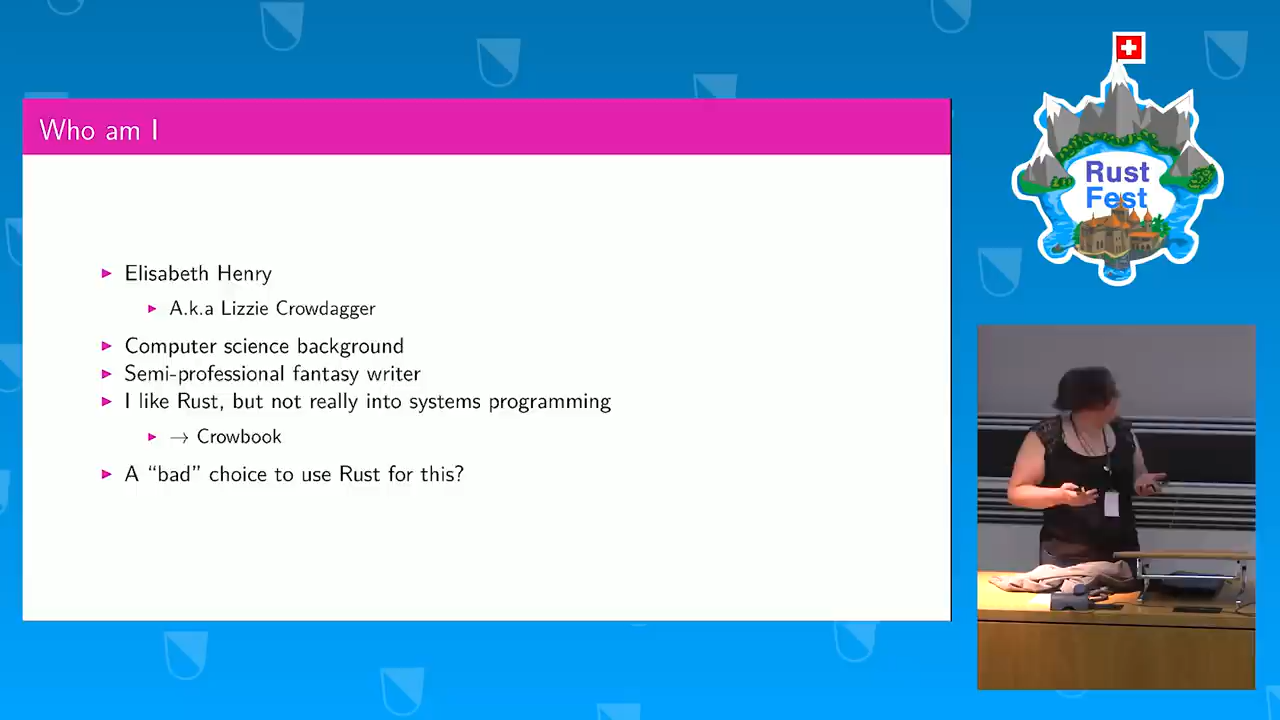 Who am I
Elisabeth Henry
A.k.a Lizzie Crowdagger
Computer science background
Semi-professional fantasy writer
I like Rust, but not really into systems programming
→ Crowbook
A “bad” choice to use Rust for this?
Rust
Fest